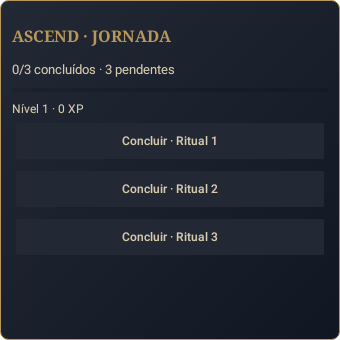 ASCEND · JORNADA
0/3 concluídos · 3 pendentes
Nível 1 · 0 XP
Concluir · Ritual 1
Concluir · Ritual 2
Concluir · Ritual 3